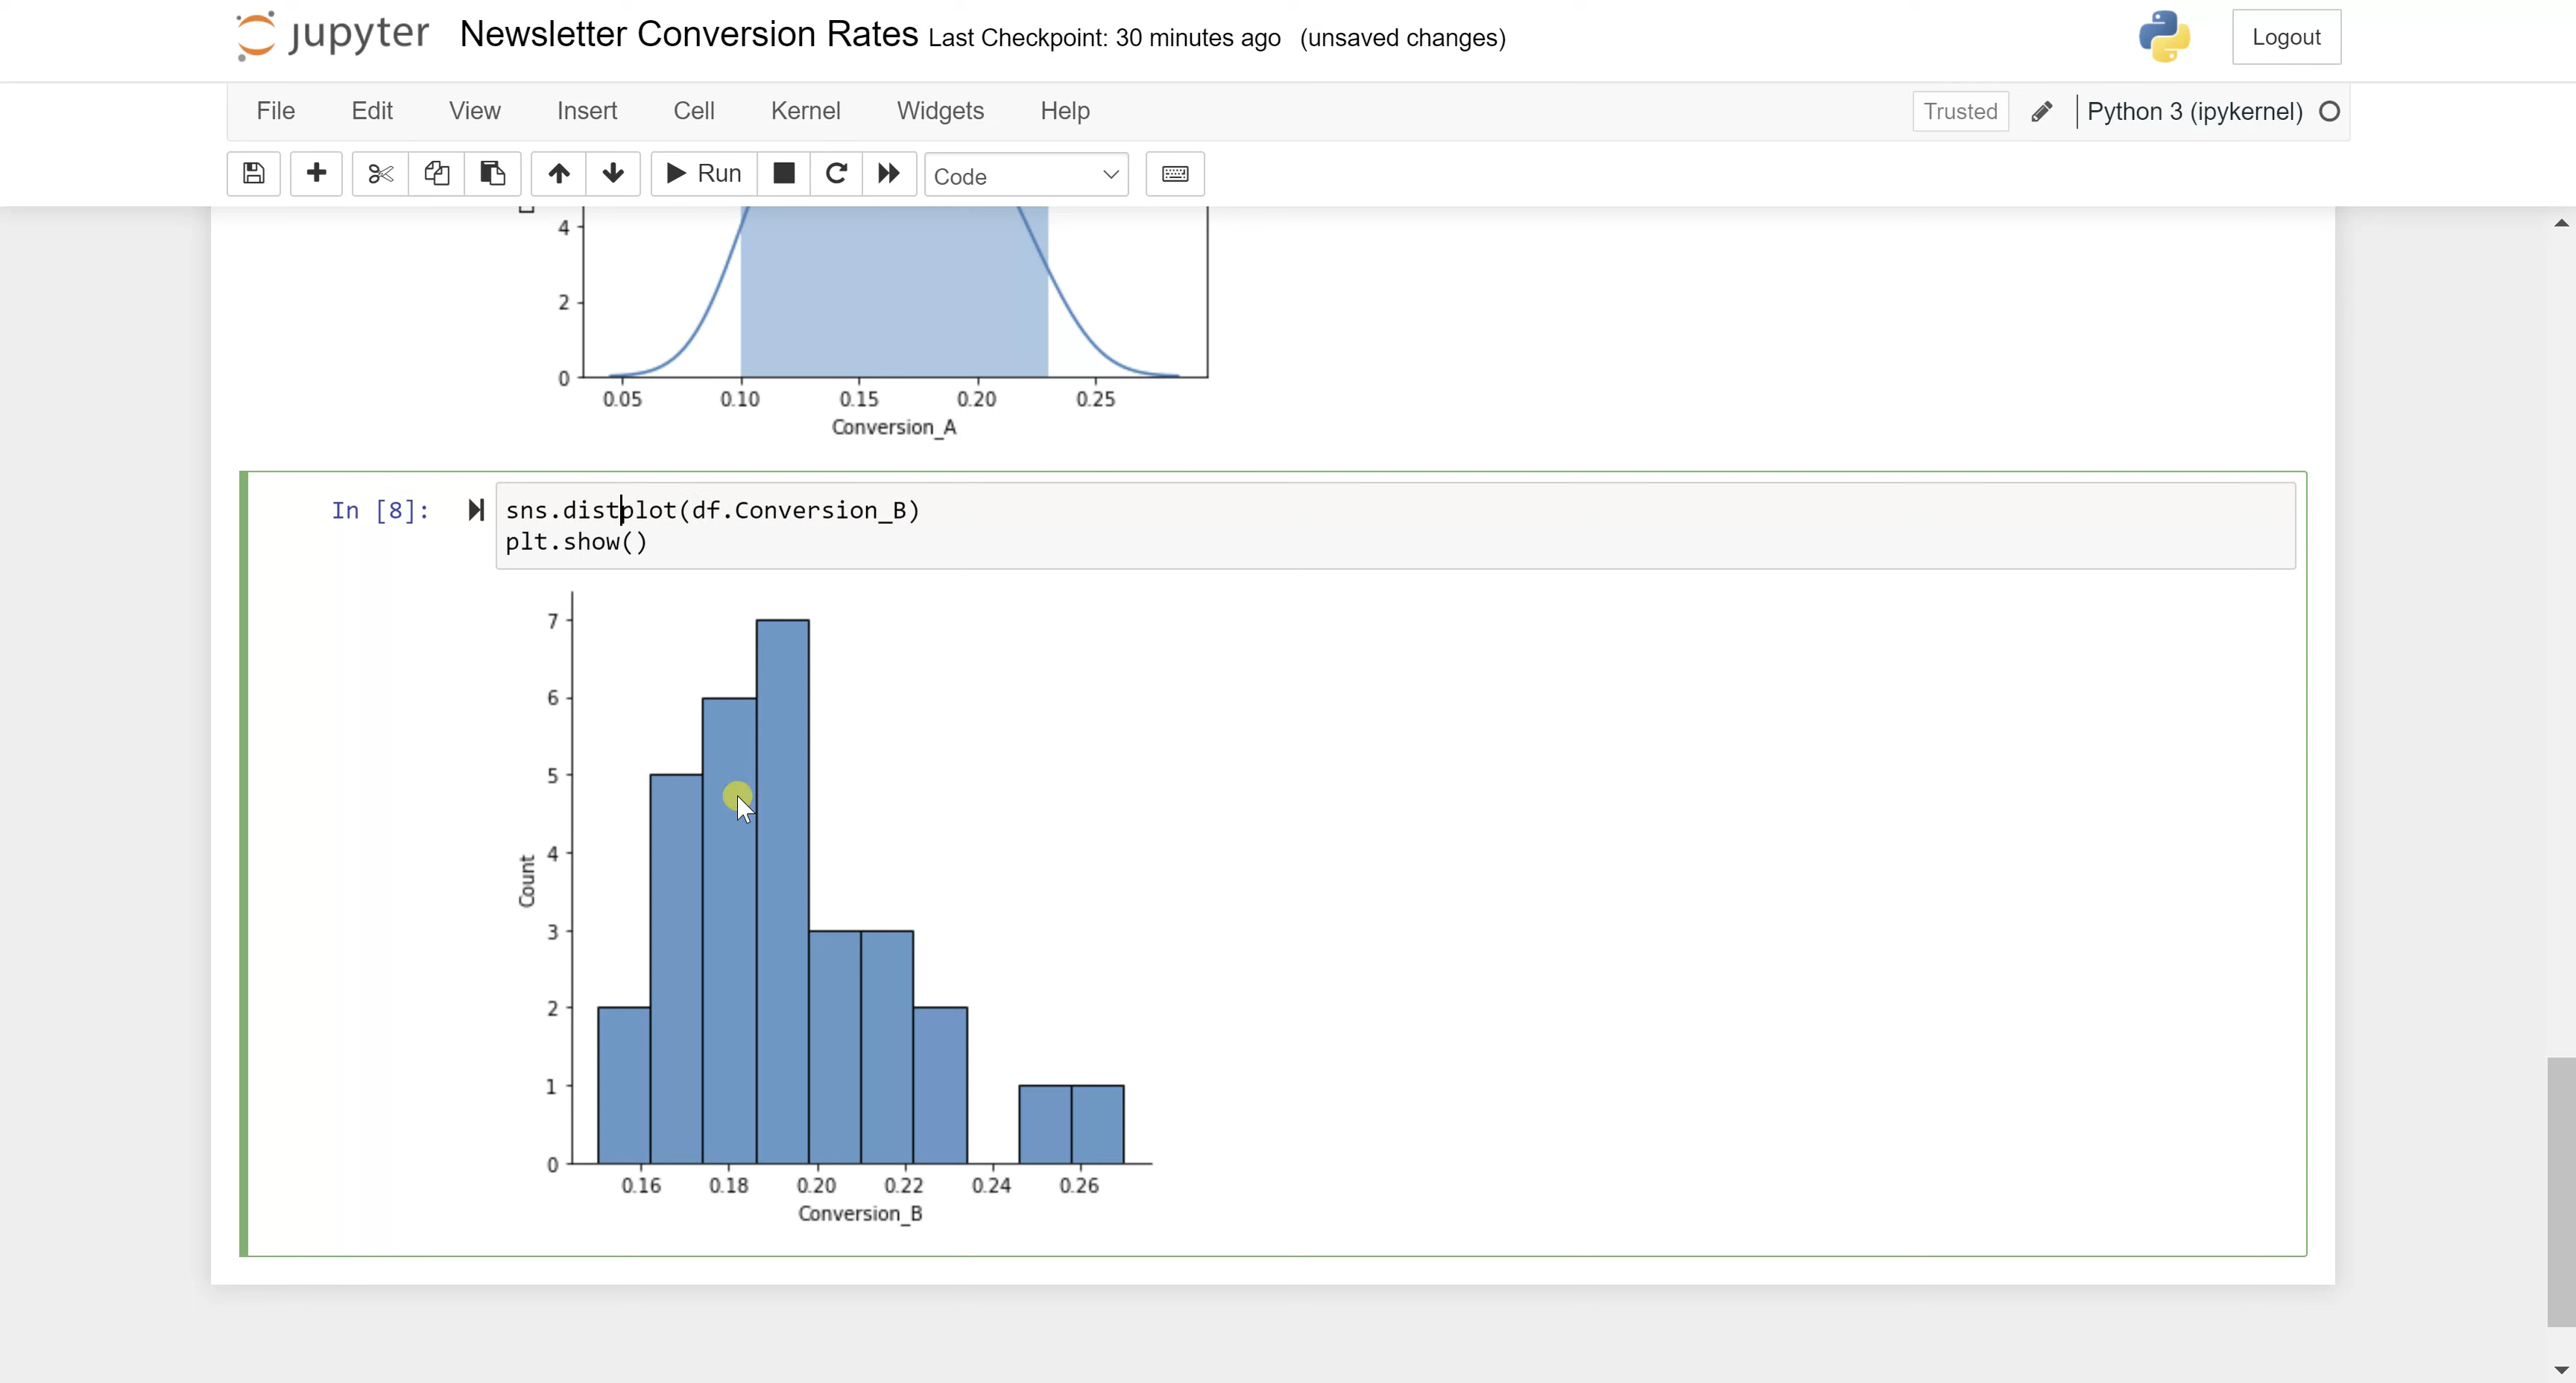 jupyter Newsletter Conversion Rates Last Checkpoint: 30 minutes ago (unsaved changes)
Logout
File Edit View Insert Cell Kernel Widgets Help
Trusted
Python 3 (ipykernel)
Run
Code
4
2
0
0.05 0.10 0.15 0.20 0.25
Conversion_A
In [8]:
sns.distplot(df.Conversion_B)
plt.show()
7
6
5
4
3
2
1
0
Count
0.16 0.18 0.20 0.22 0.24 0.26
Conversion_B